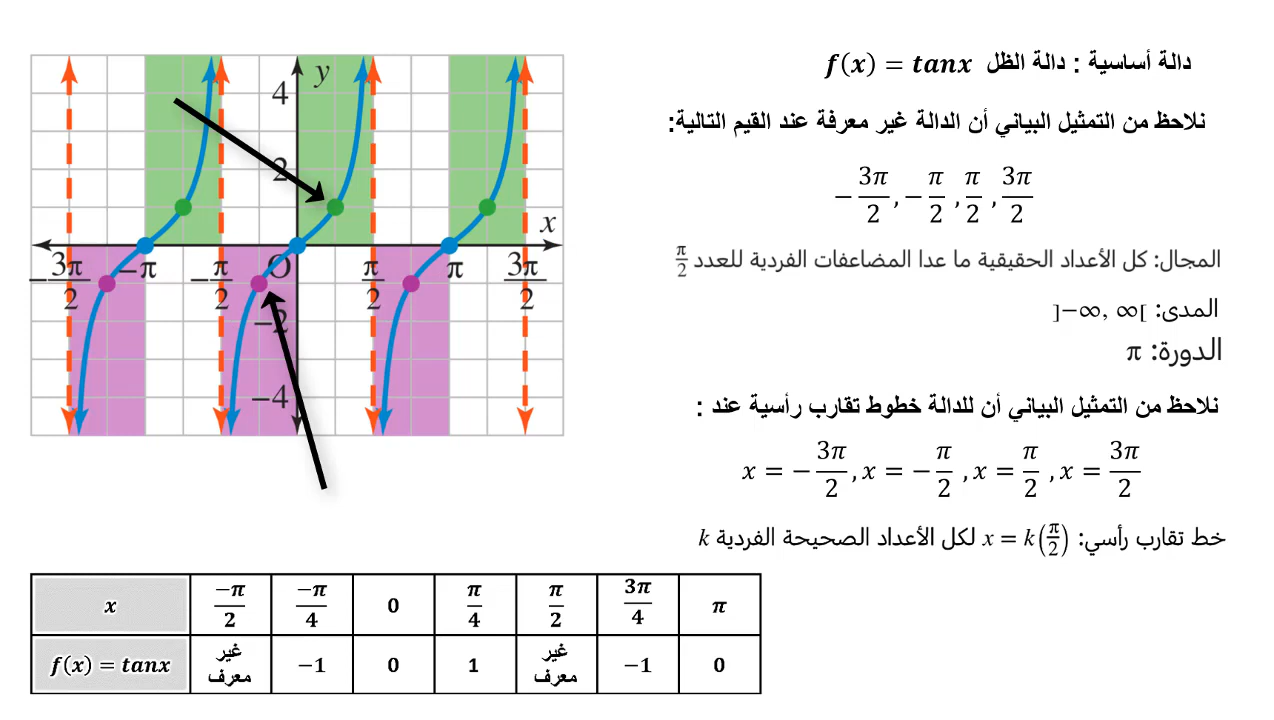 دالة أساسية : دالة الظل f(x) = tanx
نلاحظ من التمثيل البياني أن الدالة غير معرفة عند القيم التالية:
−3π/2, −π/2, π/2, 3π/2
المجال: كل الأعداد الحقيقية ما عدا المضاعفات الفردية للعدد π/2
المدى: ]−∞, ∞[
الدورة: π
نلاحظ من التمثيل البياني أن للدالة خطوط تقارب رأسية عند :
x = −3π/2, x = −π/2, x = π/2, x = 3π/2
خط تقارب رأسي: x = k(π/2) لكل الأعداد الصحيحة الفردية k
y
4
2
x
−3π/2 −π −π/2 O π/2 π 3π/2
−2
−4
x −π/2 −π/4 0 π/4 π/2 3π/4 π
f(x) = tanx غير معرف −1 0 1 غير معرف −1 0